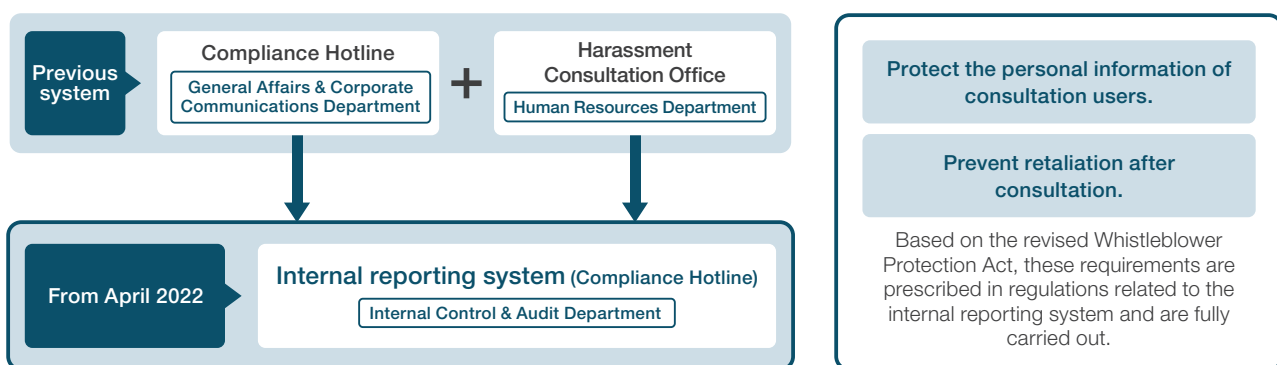 Previous
system
Compliance Hotline
General Affairs & Corporate
Communications Department
+
Harassment
Consultation Office
Human Resources Department
From April 2022
Internal reporting system (Compliance Hotline)
Internal Control & Audit Department
Protect the personal information of
consultation users.
Prevent retaliation after
consultation.
Based on the revised Whistleblower
Protection Act, these requirements are
prescribed in regulations related to the
internal reporting system and are fully
carried out.